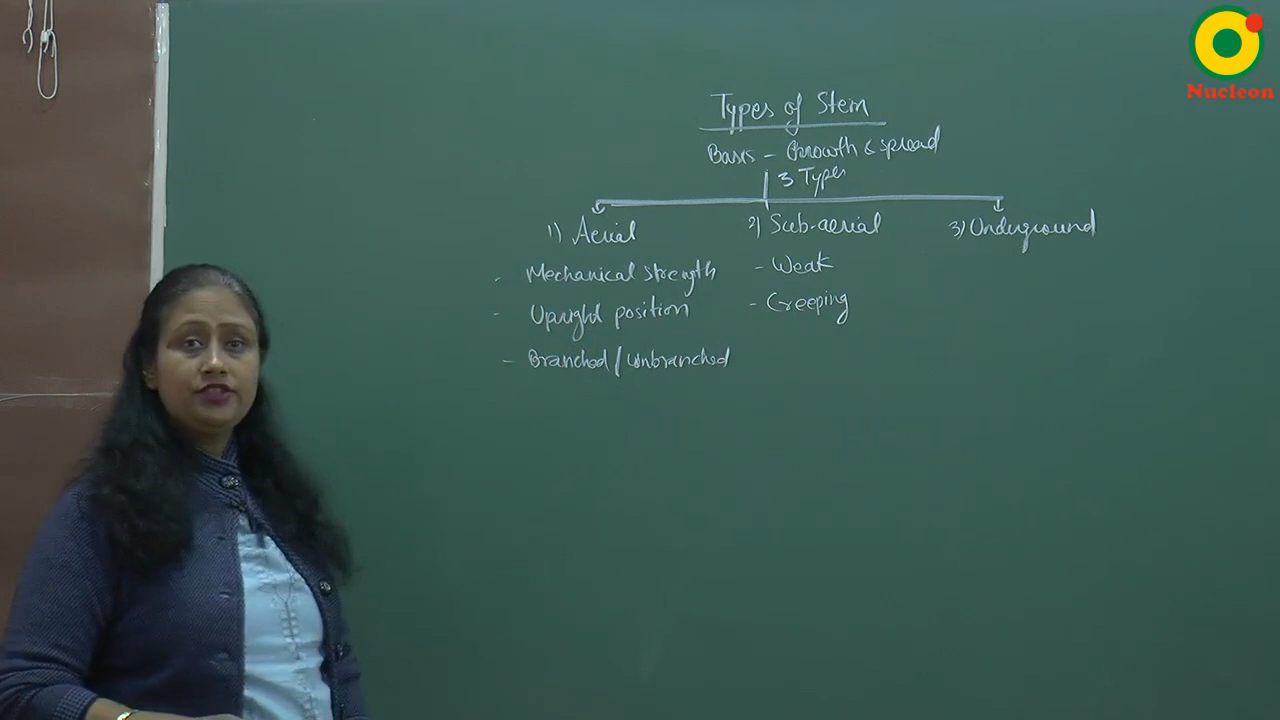 Nucleon
Types of Stem
Basis - Growth & spread
3 Types
1) Aerial 2) Sub-aerial 3) Underground
- Mechanical strength - Weak
- Upright position - Creeping
- Branched / Unbranched